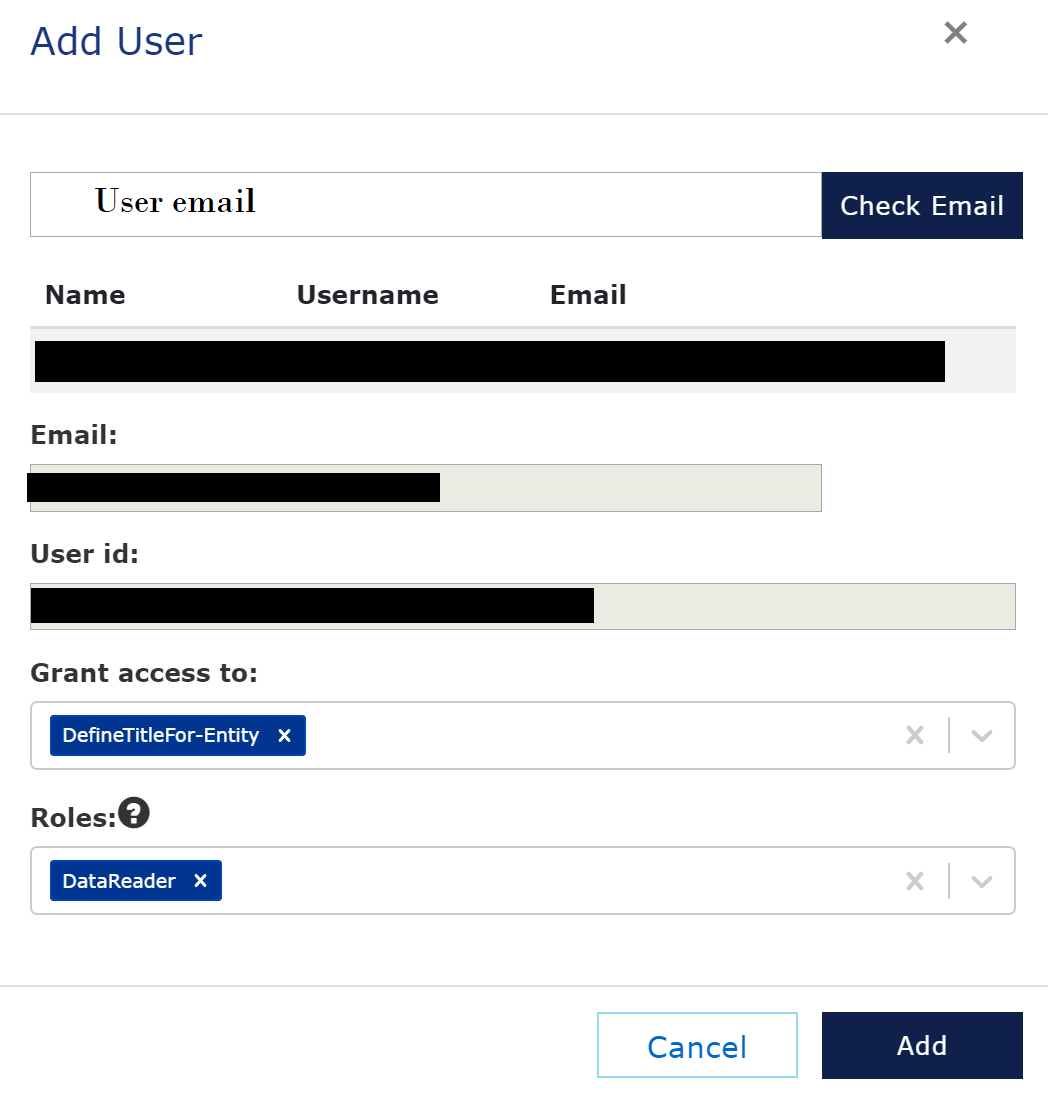 Add User
User email
Check Email
Name Username Email
Email:
User id:
Grant access to:
DefineTitleFor-Entity
Roles:
DataReader
Cancel Add